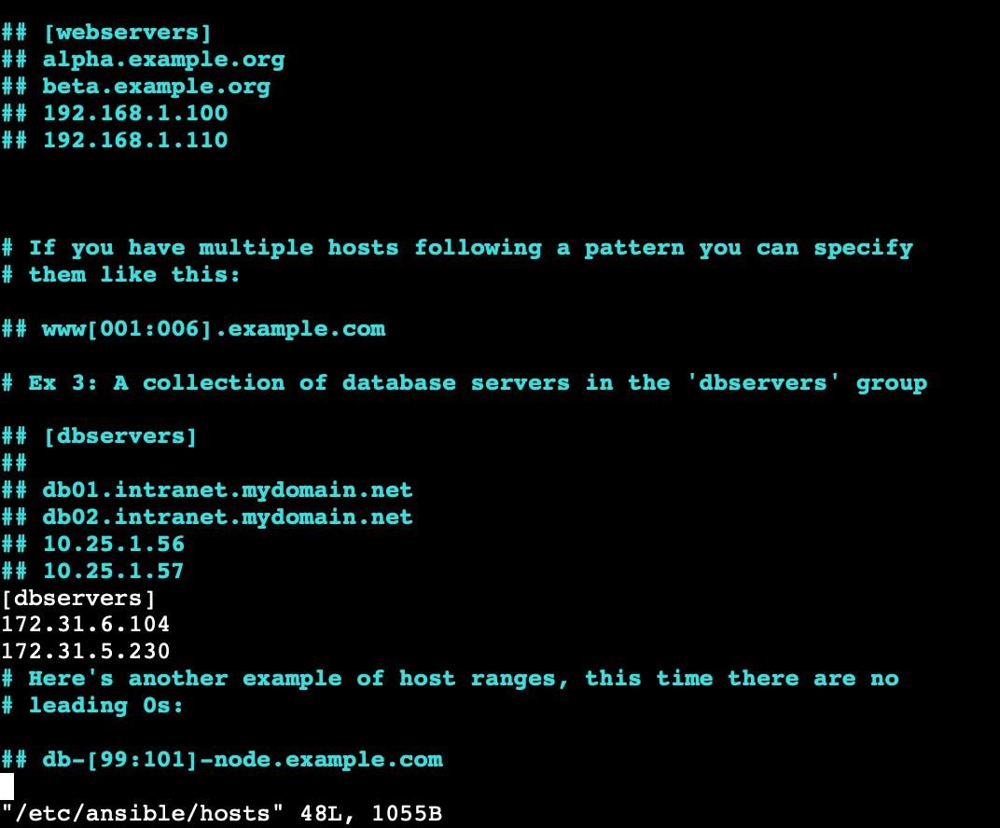 ## [webservers]
## alpha.example.org
## beta.example.org
## 192.168.1.100
## 192.168.1.110
# If you have multiple hosts following a pattern you can specify
# them like this:
## www[001:006].example.com
# Ex 3: A collection of database servers in the 'dbservers' group
## [dbservers]
##
## db01.intranet.mydomain.net
## db02.intranet.mydomain.net
## 10.25.1.56
## 10.25.1.57
[dbservers]
172.31.6.104
172.31.5.230
# Here's another example of host ranges, this time there are no
# leading 0s:
## db-[99:101]-node.example.com
"/etc/ansible/hosts" 48L, 1055B